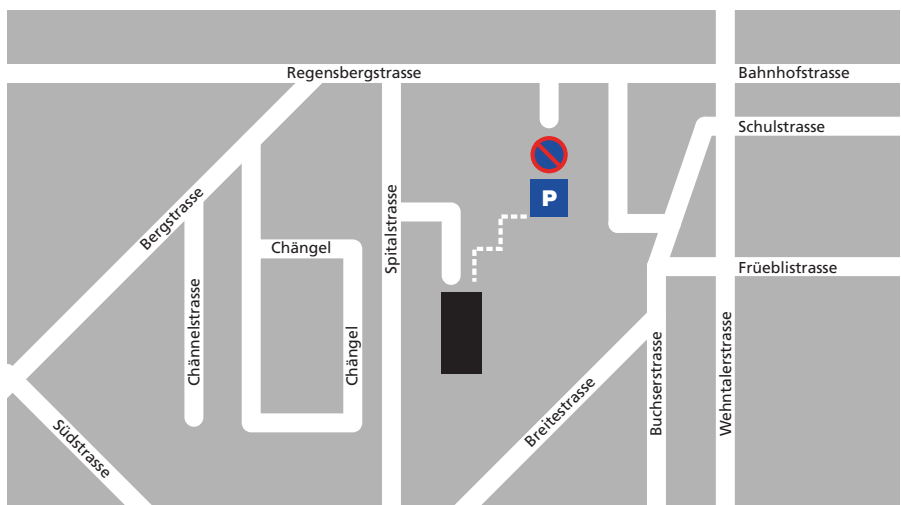 Regensbergstrasse
Bahnhofstrasse
Schulstrasse
P
Bergstrasse
Spitalstrasse
Chängel
Früeblistrasse
Chännelstrasse
Chängel
Wehntalerstrasse
Buchserstrasse
Breitestrasse
Südstrasse